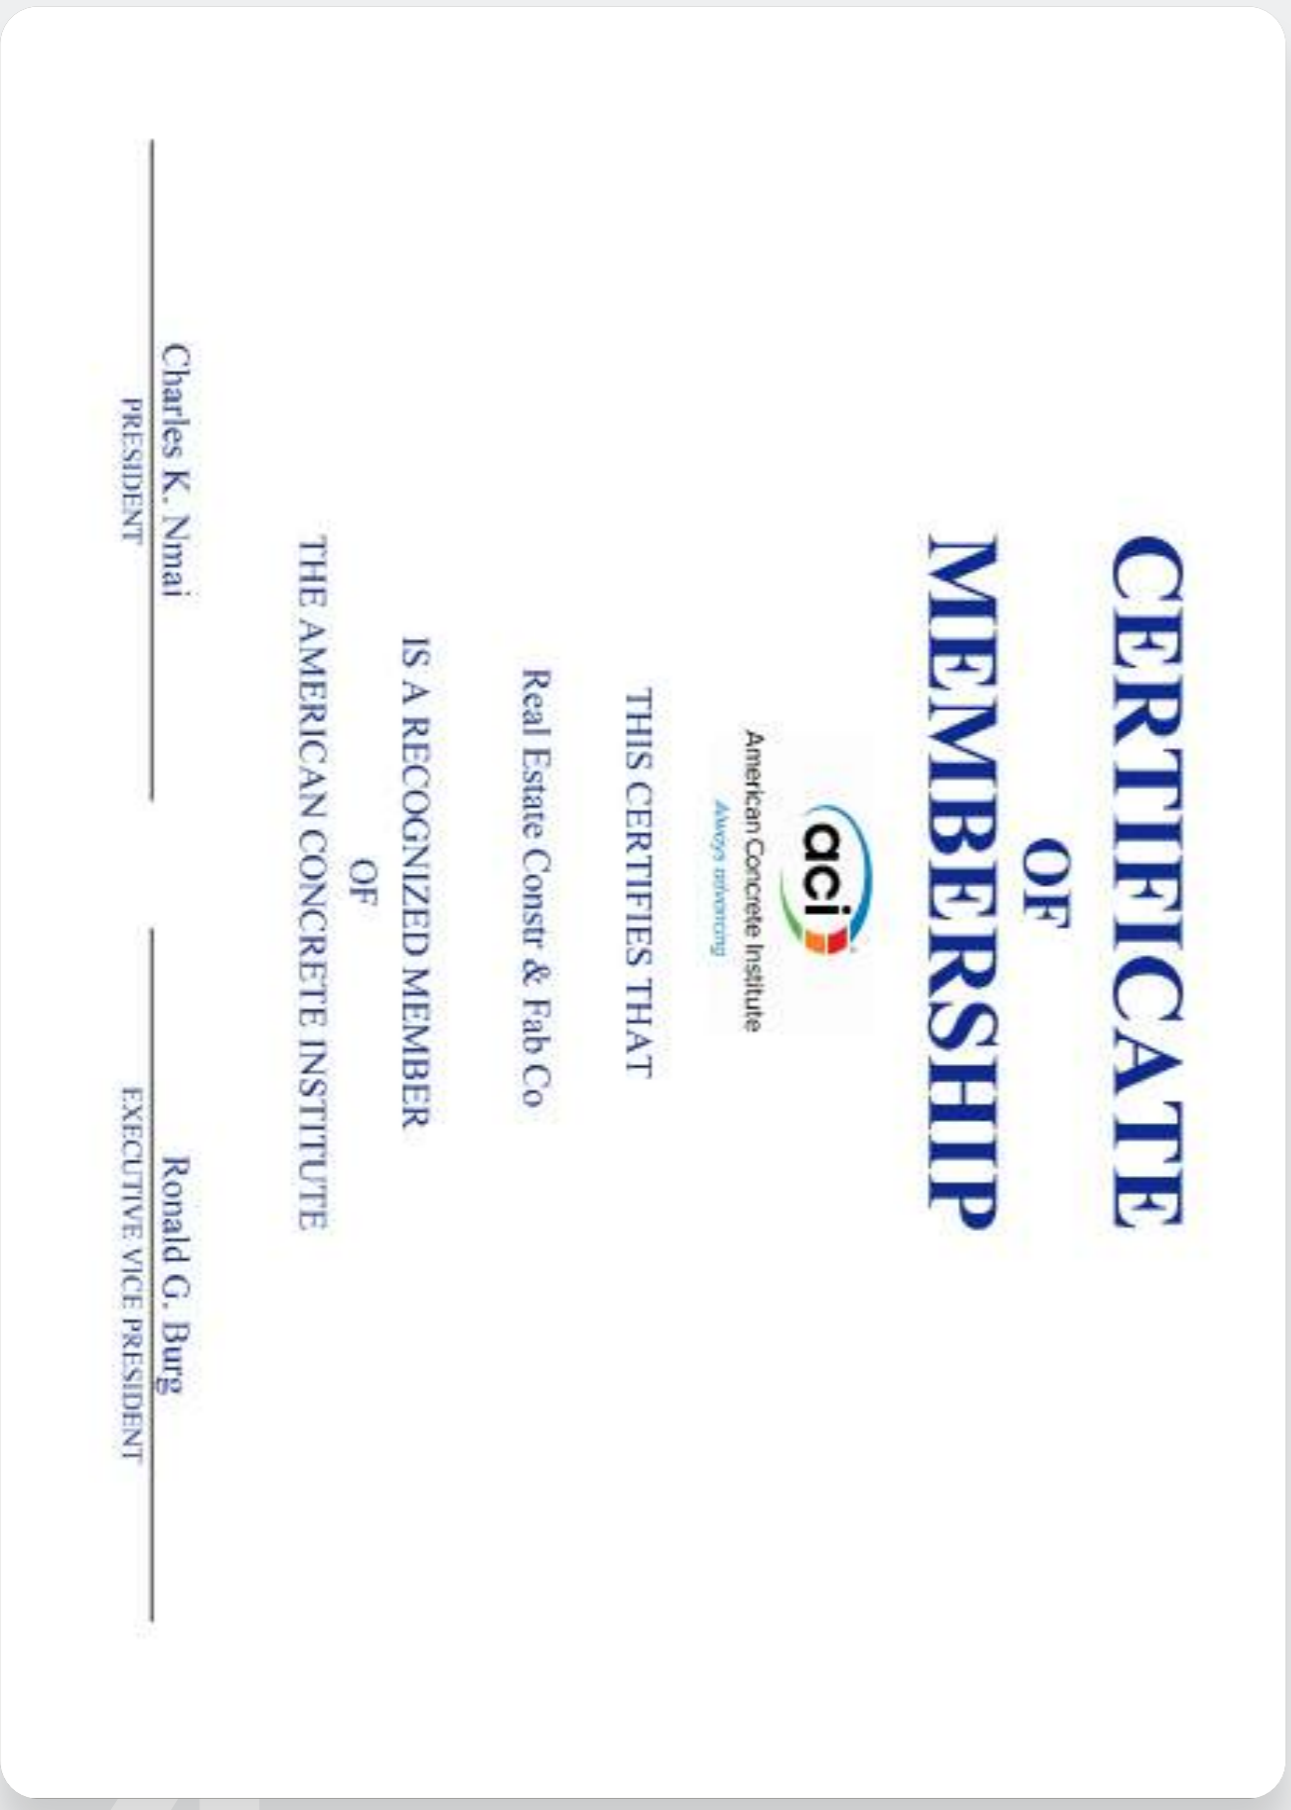 CERTIFICATE
OF
MEMBERSHIP
aci
American Concrete Institute
Always advancing
THIS CERTIFIES THAT
Real Estate Constr & Fab Co
IS A RECOGNIZED MEMBER
OF
THE AMERICAN CONCRETE INSTITUTE
Charles K. Nmai
PRESIDENT
Ronald G. Burg
EXECUTIVE VICE PRESIDENT